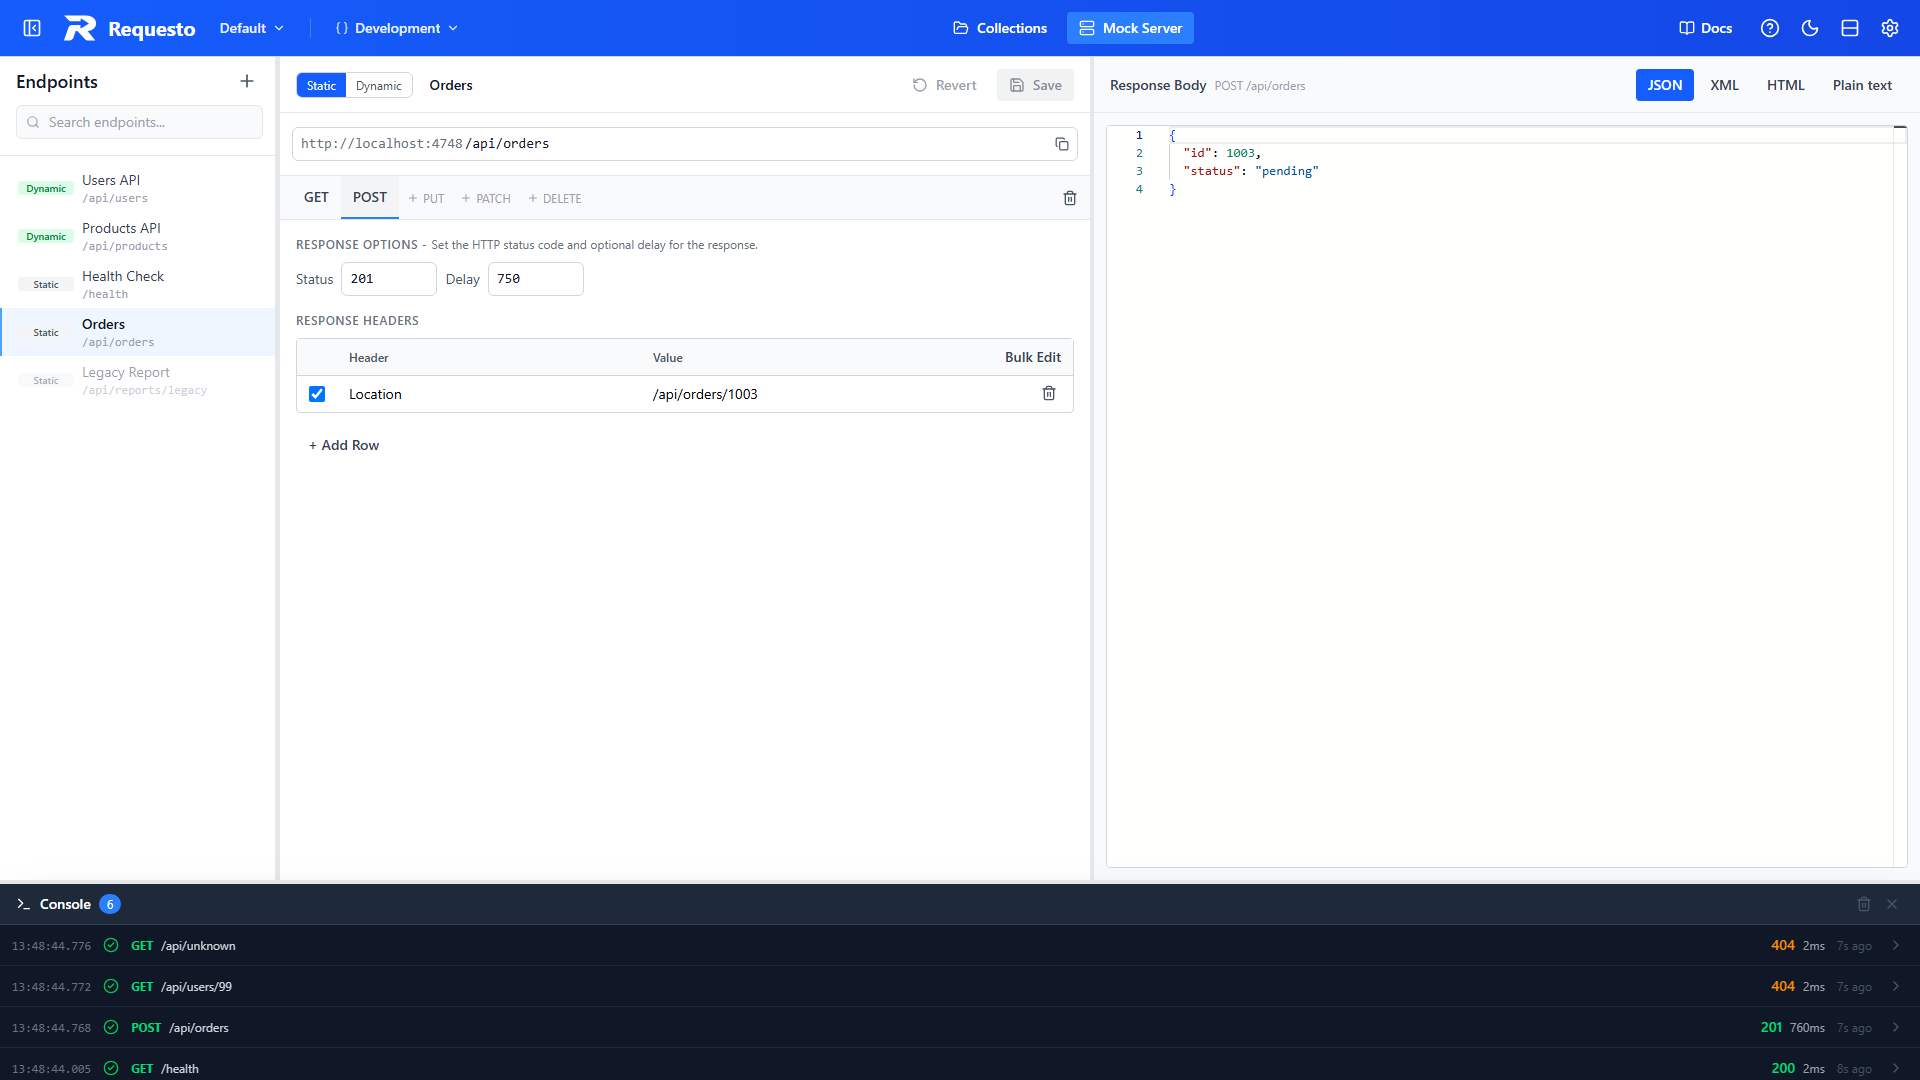 Requesto
Default
{} Development
Collections
Mock Server
Docs
Endpoints
Search endpoints...
Dynamic
Users API
/api/users
Dynamic
Products API
/api/products
Static
Health Check
/health
Static
Orders
/api/orders
Static
Legacy Report
/api/reports/legacy
Static
Dynamic
Orders
Revert
Save
http://localhost:4748/api/orders
GET
POST
+ PUT
+ PATCH
+ DELETE
RESPONSE OPTIONS - Set the HTTP status code and optional delay for the response.
Status
201
Delay
750
RESPONSE HEADERS
Header
Value
Bulk Edit
Location
/api/orders/1003
+ Add Row
Response Body POST /api/orders
JSON
XML
HTML
Plain text
1 {
2 "id": 1003,
3 "status": "pending"
4 }
Console 6
13:48:44.776 GET /api/unknown 404 2ms 7s ago
13:48:44.772 GET /api/users/99 404 2ms 7s ago
13:48:44.768 POST /api/orders 201 760ms 7s ago
13:48:44.005 GET /health 200 2ms 8s ago